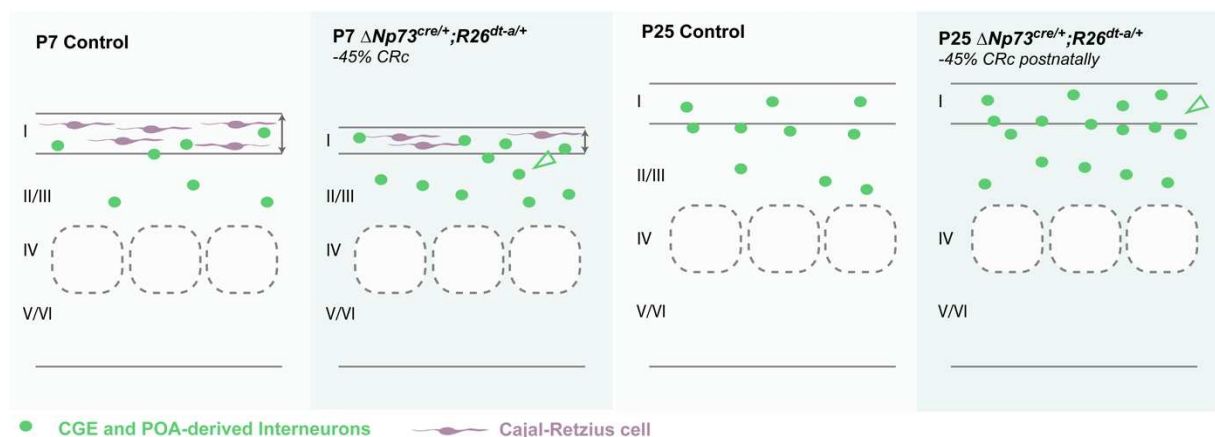 P7 Control
I
II/III
IV
V/VI
P7 ΔNp73cre/+;R26dt-a/+
-45% CRc
I
II/III
IV
V/VI
P25 Control
I
II/III
IV
V/VI
P25 ΔNp73cre/+;R26dt-a/+
-45% CRc postnatally
I
II/III
IV
V/VI
CGE and POA-derived Interneurons
Cajal-Retzius cell